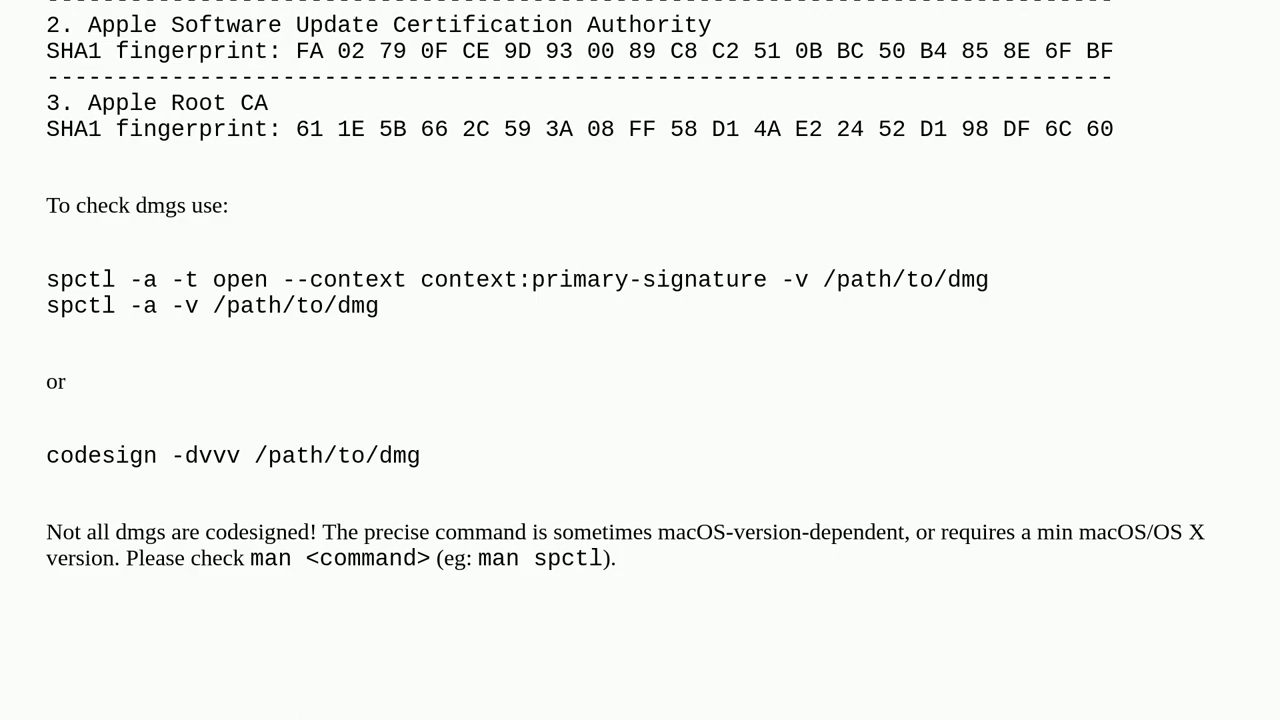 --------------------------------------------------------------------------------
2. Apple Software Update Certification Authority
SHA1 fingerprint: FA 02 79 0F CE 9D 93 00 89 C8 C2 51 0B BC 50 B4 85 8E 6F BF
-----------------------------------------------------------------------------
3. Apple Root CA
SHA1 fingerprint: 61 1E 5B 66 2C 59 3A 08 FF 58 D1 4A E2 24 52 D1 98 DF 6C 60
To check dmgs use:
spctl -a -t open --context context:primary-signature -v /path/to/dmg
spctl -a -v /path/to/dmg
or
codesign -dvvv /path/to/dmg
Not all dmgs are codesigned! The precise command is sometimes macOS-version-dependent, or requires a min macOS/OS X
version. Please check man <command> (eg: man spctl).